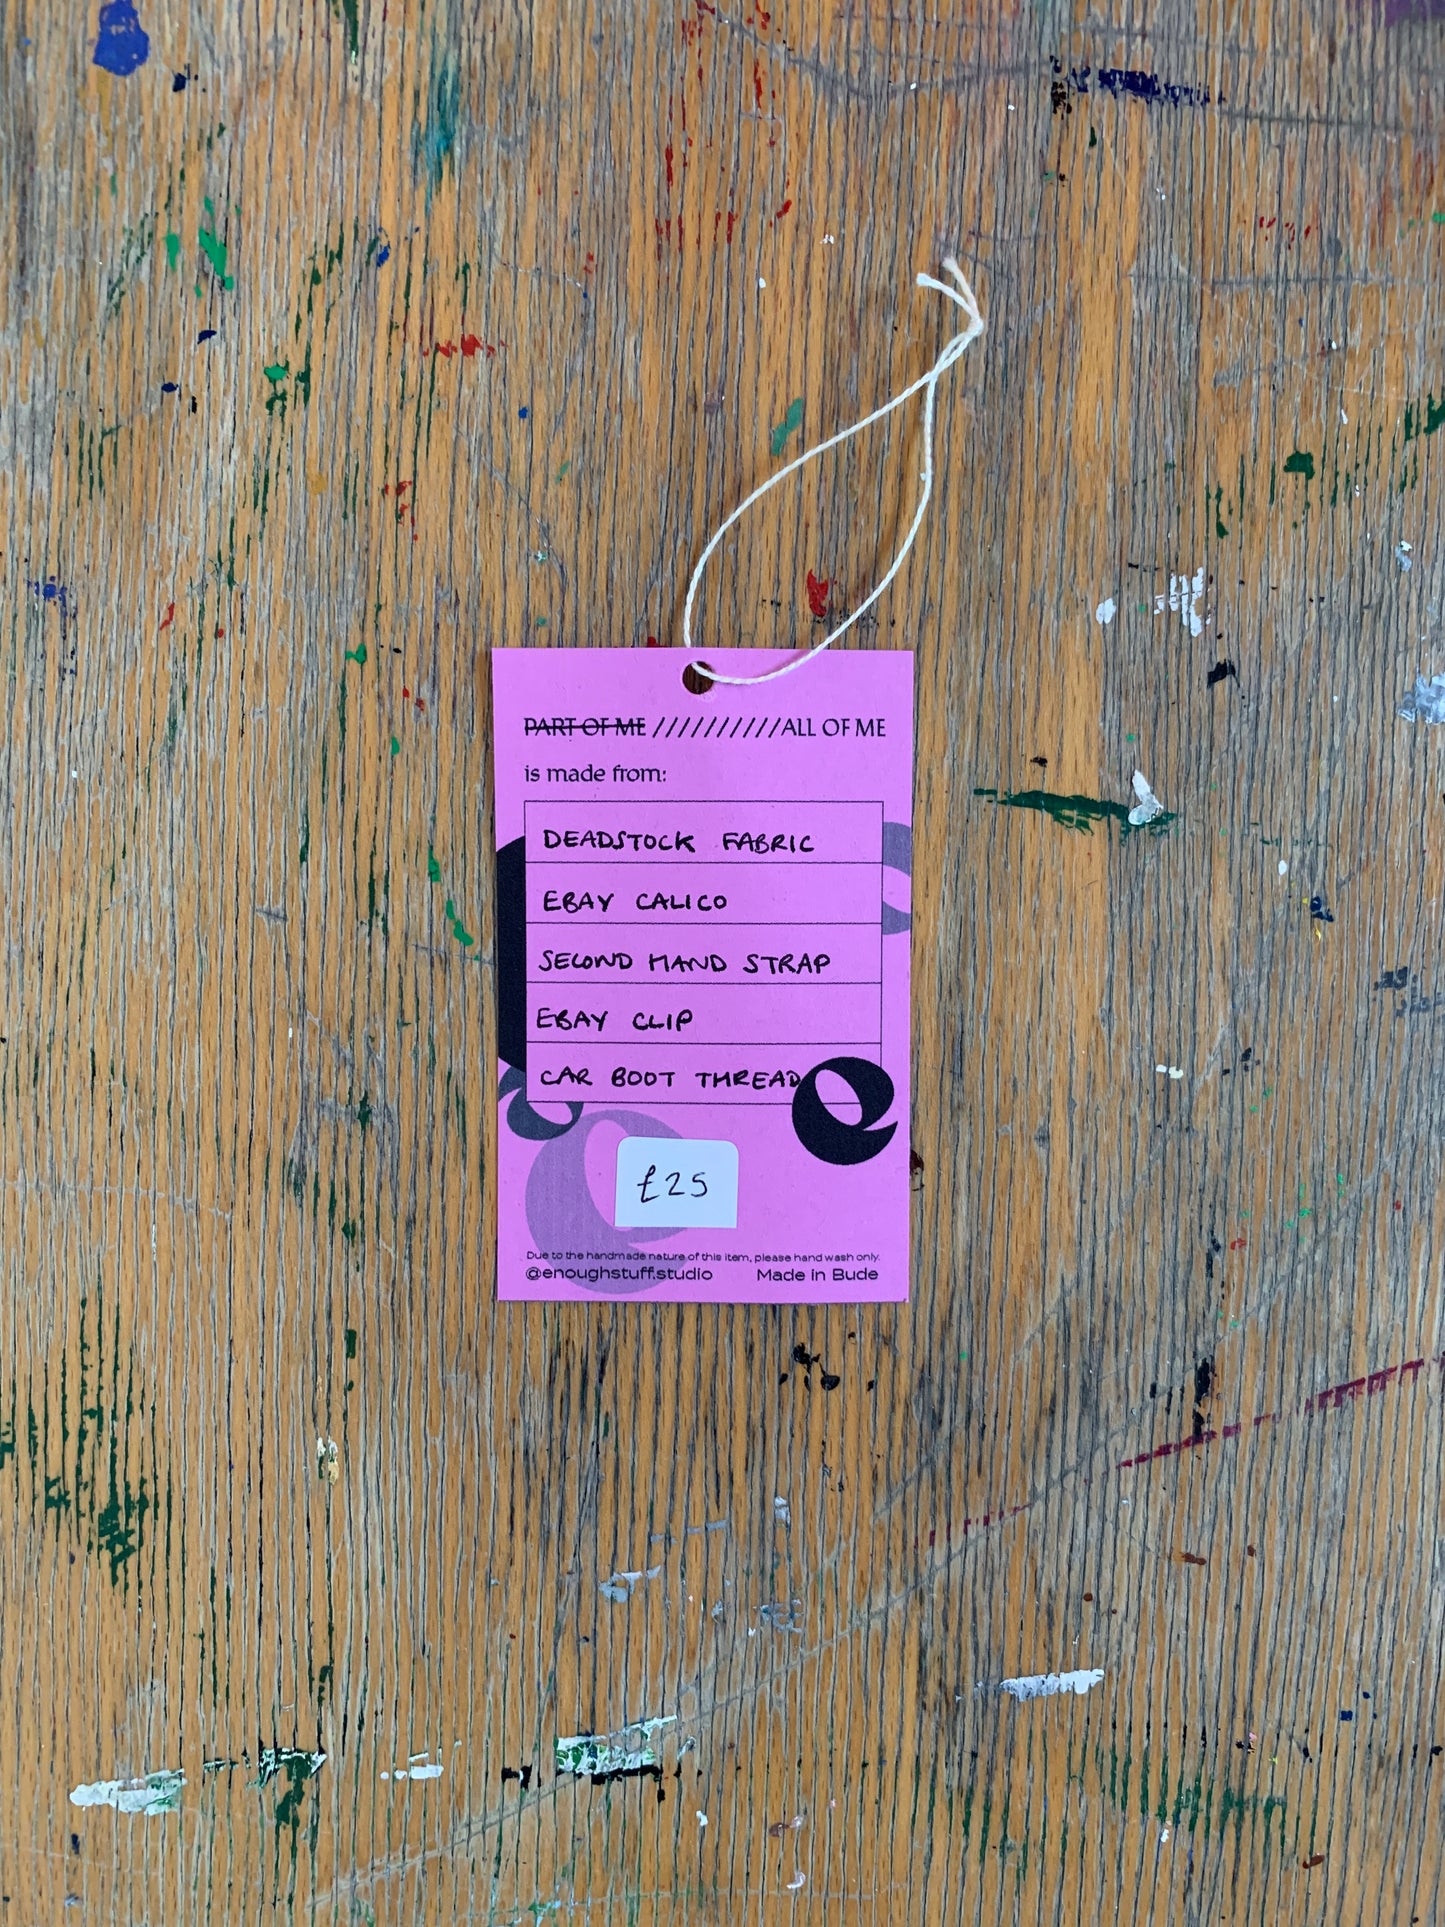 PART OF ME //////////ALL OF ME
is made from:
DEADSTOCK FABRIC
EBAY CALICO
SECOND HAND STRAP
EBAY CLIP
CAR BOOT THREAD
£25
Due to the handmade nature of this item, please hand wash only.
@enoughstuff.studio Made in Bude